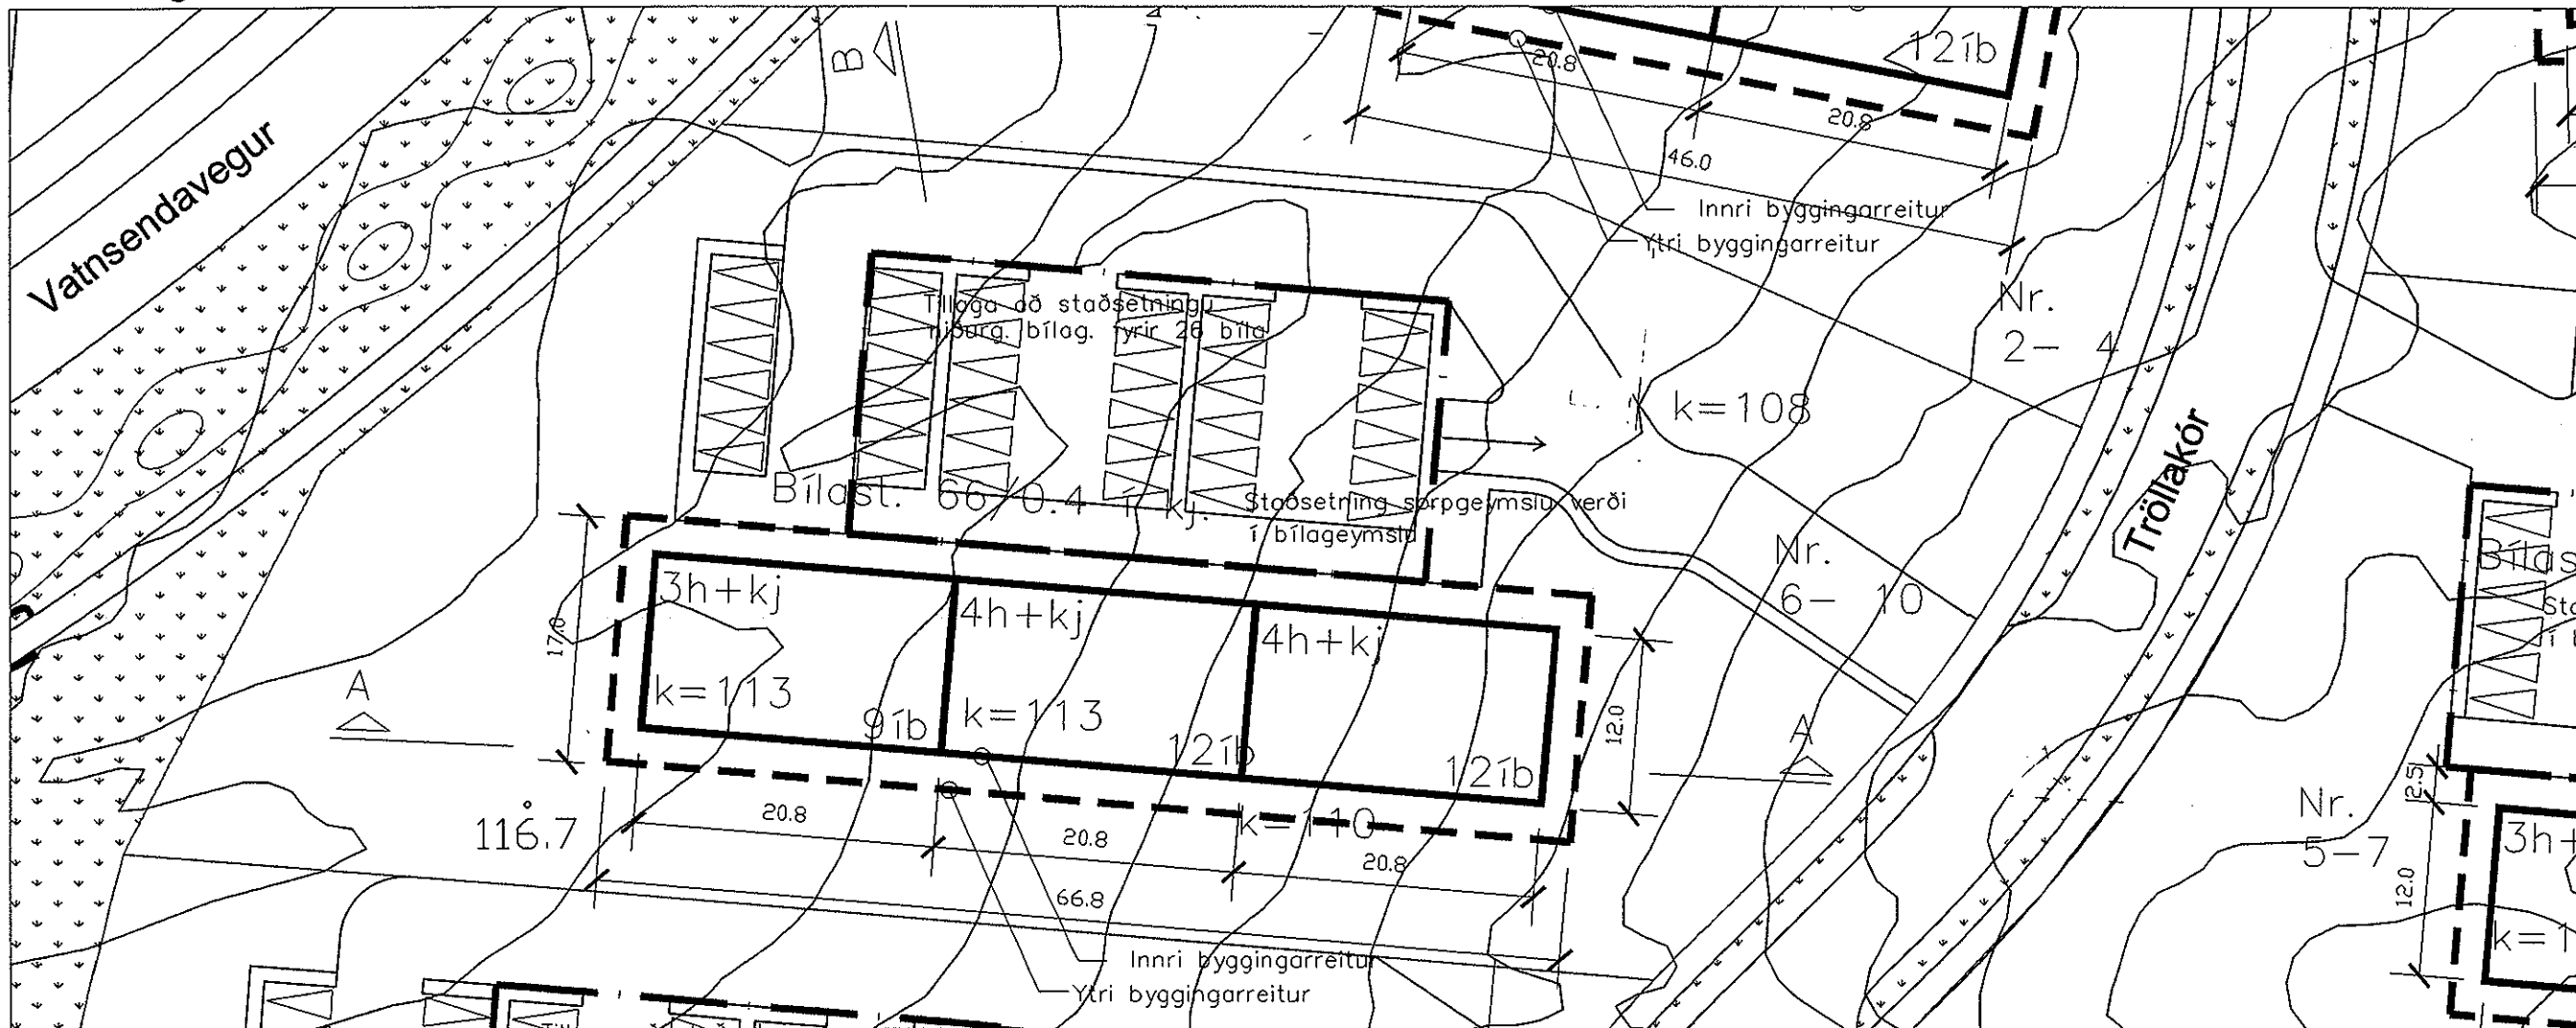 B
12íb
20.8
20.8
46.0
Vatnsendavegur
Innri byggingarreitur
Ytri byggingarreitur
Nr.
2- 4
Tillaga að staðsetningu
niðurg. bílag. fyrir 26 bíla
k=108
Tröllakór
Bílast. 66/0.4 í kj.
Staðsetning sorpgeymslu verði
í bílageymslu
Nr.
6- 10
3h+kj
4h+kj
4h+kj
17.0
k=113
k=113
9íb
12íb
12íb
12.0
A
A
k=110
116.7
20.8
20.8
20.8
66.8
Innri byggingarreitur
Ytri byggingarreitur
12.5
Nr.
5-7
12.0